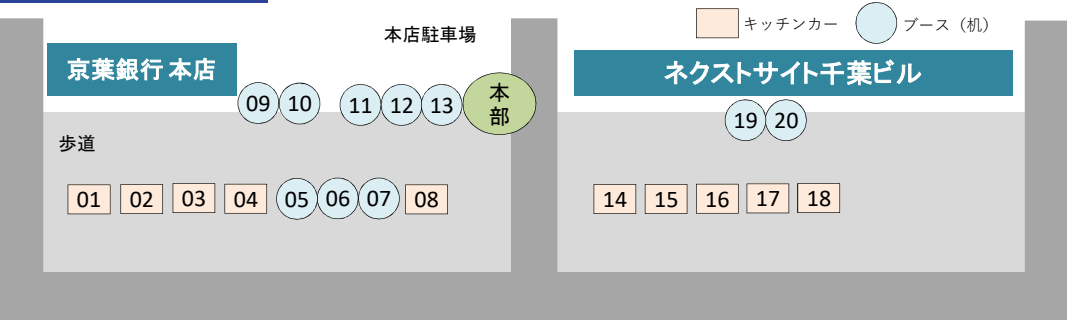 キッチンカー ブース（机）
本店駐車場
京葉銀行 本店
ネクストサイト千葉ビル
09 10 11 12 13 本部
19 20
歩道
01 02 03 04 05 06 07 08
14 15 16 17 18